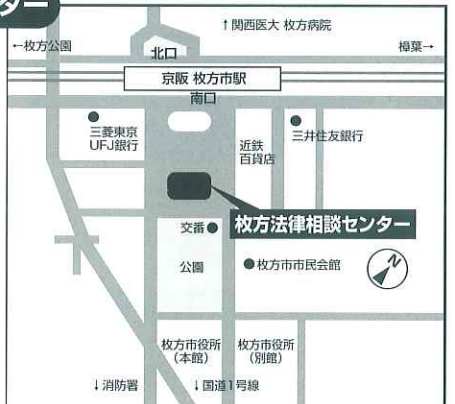 ター
↑関西医大 枚方病院
←枚方公園
北口
樟葉→
京阪 枚方市駅
南口
三菱東京
UFJ銀行
近鉄
百貨店
三井住友銀行
枚方法律相談センター
交番
公園
枚方市市民会館
N
枚方市役所
(本館)
枚方市役所
(別館)
↓消防署
↓国道1号線